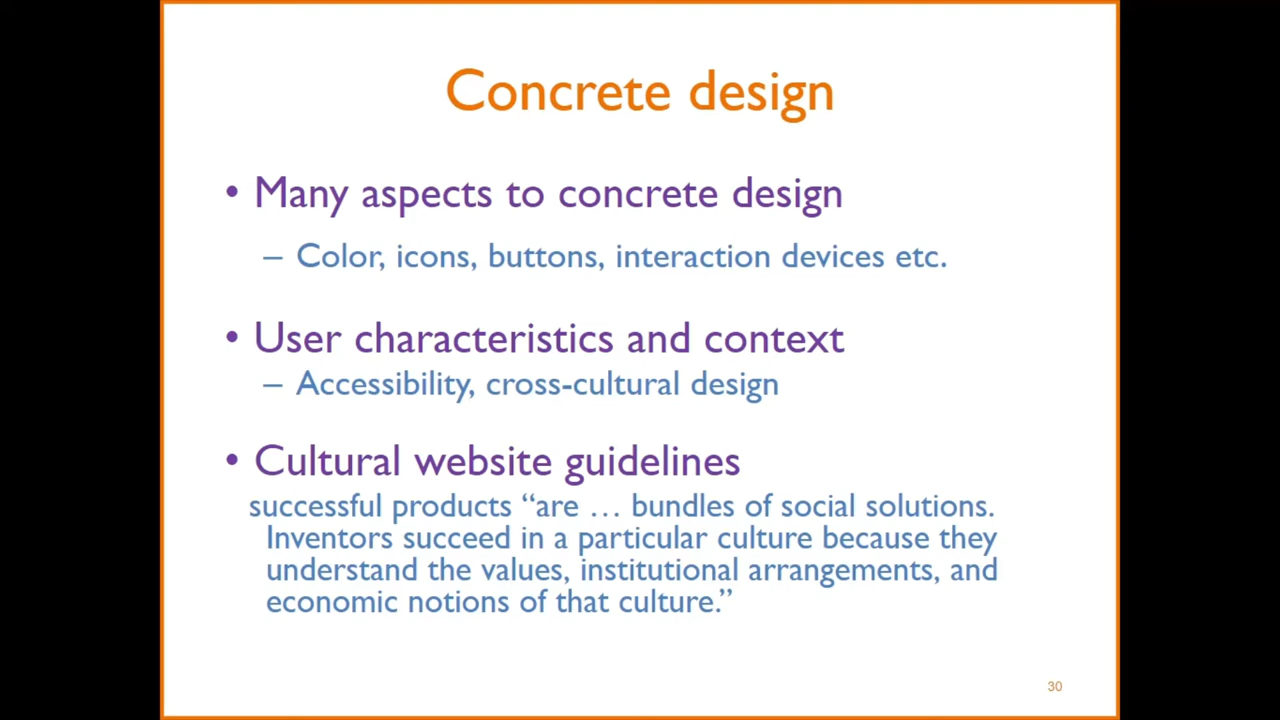 Concrete design
• Many aspects to concrete design
– Color, icons, buttons, interaction devices etc.
• User characteristics and context
– Accessibility, cross-cultural design
• Cultural website guidelines
successful products “are … bundles of social solutions.
Inventors succeed in a particular culture because they
understand the values, institutional arrangements, and
economic notions of that culture.”
30